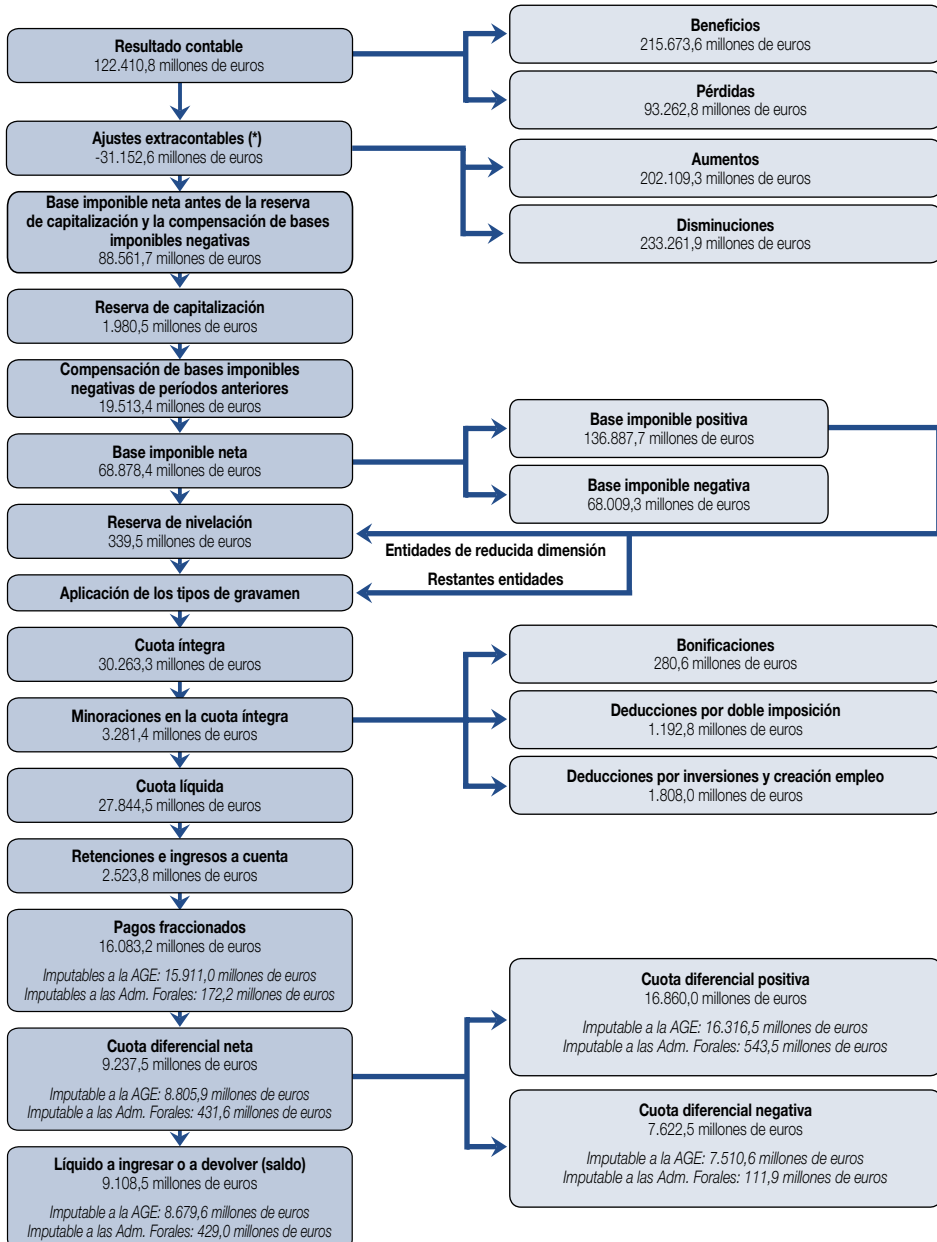 Resultado contable
122.410,8 millones de euros
Beneficios
215.673,6 millones de euros
Pérdidas
93.262,8 millones de euros
Ajustes extracontables (*)
-31.152,6 millones de euros
Aumentos
202.109,3 millones de euros
Disminuciones
233.261,9 millones de euros
Base imponible neta antes de la reserva
de capitalización y la compensación de bases
imponibles negativas
88.561,7 millones de euros
Reserva de capitalización
1.980,5 millones de euros
Compensación de bases imponibles
negativas de períodos anteriores
19.513,4 millones de euros
Base imponible neta
68.878,4 millones de euros
Base imponible positiva
136.887,7 millones de euros
Base imponible negativa
68.009,3 millones de euros
Reserva de nivelación
339,5 millones de euros
Entidades de reducida dimensión
Restantes entidades
Aplicación de los tipos de gravamen
Cuota íntegra
30.263,3 millones de euros
Minoraciones en la cuota íntegra
3.281,4 millones de euros
Bonificaciones
280,6 millones de euros
Deducciones por doble imposición
1.192,8 millones de euros
Deducciones por inversiones y creación empleo
1.808,0 millones de euros
Cuota líquida
27.844,5 millones de euros
Retenciones e ingresos a cuenta
2.523,8 millones de euros
Pagos fraccionados
16.083,2 millones de euros
Imputables a la AGE: 15.911,0 millones de euros
Imputables a las Adm. Forales: 172,2 millones de euros
Cuota diferencial neta
9.237,5 millones de euros
Imputable a la AGE: 8.805,9 millones de euros
Imputable a las Adm. Forales: 431,6 millones de euros
Cuota diferencial positiva
16.860,0 millones de euros
Imputable a la AGE: 16.316,5 millones de euros
Imputable a las Adm. Forales: 543,5 millones de euros
Cuota diferencial negativa
7.622,5 millones de euros
Imputable a la AGE: 7.510,6 millones de euros
Imputable a las Adm. Forales: 111,9 millones de euros
Líquido a ingresar o a devolver (saldo)
9.108,5 millones de euros
Imputable a la AGE: 8.679,6 millones de euros
Imputable a las Adm. Forales: 429,0 millones de euros